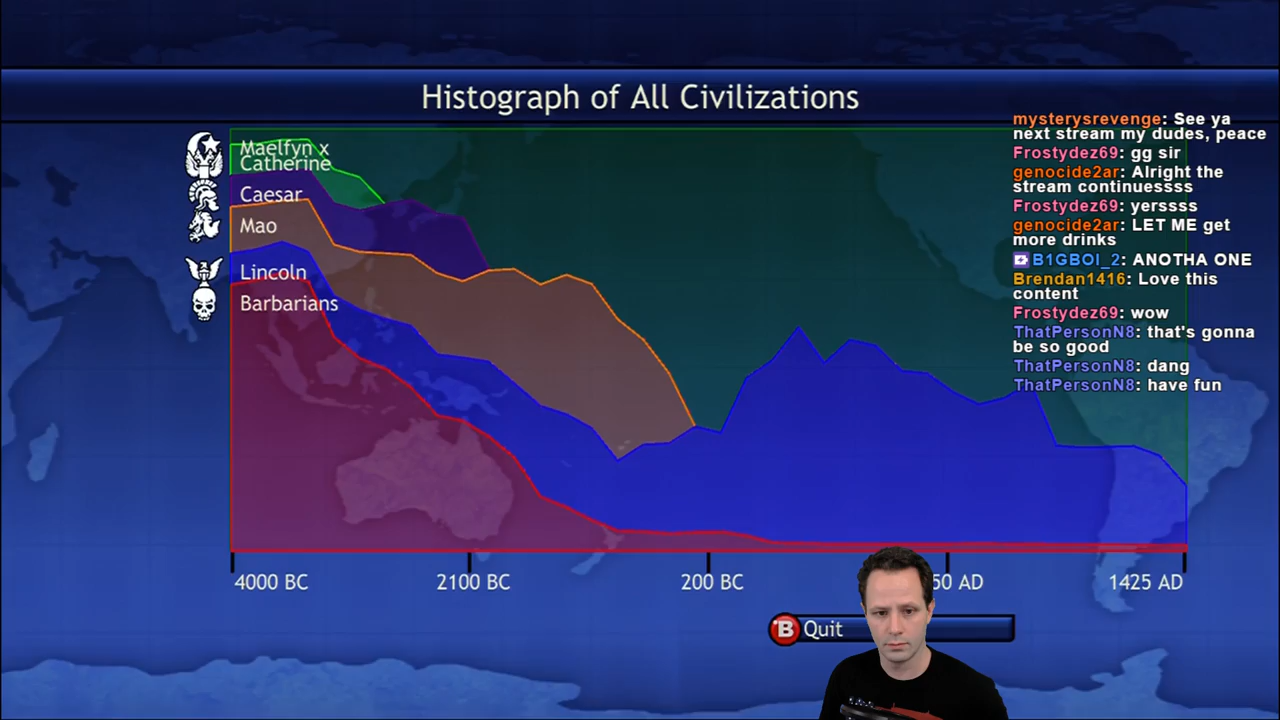 Histograph of All Civilizations
Maelfyn x
Catherine
Caesar
Mao
Lincoln
Barbarians
4000 BC
2100 BC
200 BC
50 AD
1425 AD
B Quit
mysterysrevenge: See ya
next stream my dudes, peace
Frostydez69: gg sir
genocide2ar: Alright the
stream continuessss
Frostydez69: yerssss
genocide2ar: LET ME get
more drinks
B1GBOI_2: ANOTHA ONE
Brendan1416: Love this
content
Frostydez69: wow
ThatPersonN8: that's gonna
be so good
ThatPersonN8: dang
ThatPersonN8: have fun